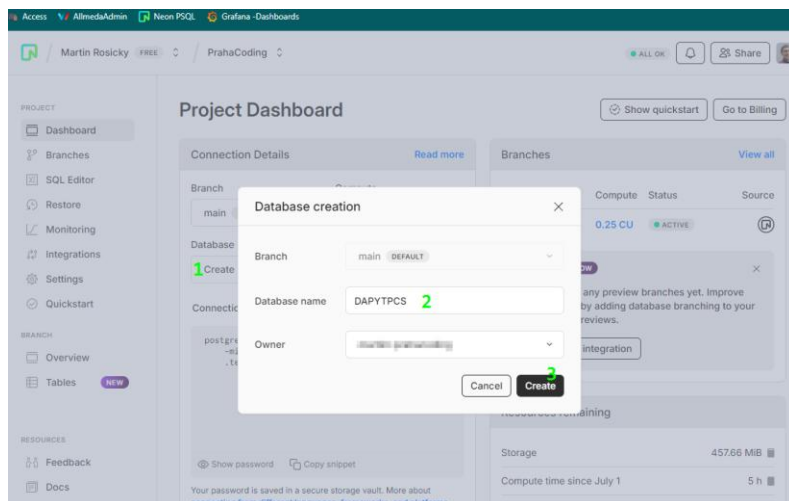 Access AllmedaAdmin Neon PSQL Grafana -Dashboards
Martin Rosicky FREE / PrahaCoding ALL OK Share
PROJECT
Dashboard
Branches
SQL Editor
Restore
Monitoring
Integrations
Settings
Quickstart
BRANCH
Overview
Tables NEW
RESOURCES
Feedback
Docs
Project Dashboard
Show quickstart Go to Billing
Connection Details Read more
Branch
main
Database
1 Create
postgre
Show password Copy snippet
Your password is saved in a secure storage vault. More about
Database creation
Branch main DEFAULT
Database name DAPYTPCS 2
Owner
3
Cancel Create
Branches View all
Compute Status Source
0.25 CU ACTIVE
any preview branches yet. Improve
by adding database branching to your
integration
Storage 457.66 MiB
Compute time since July 1 5 h